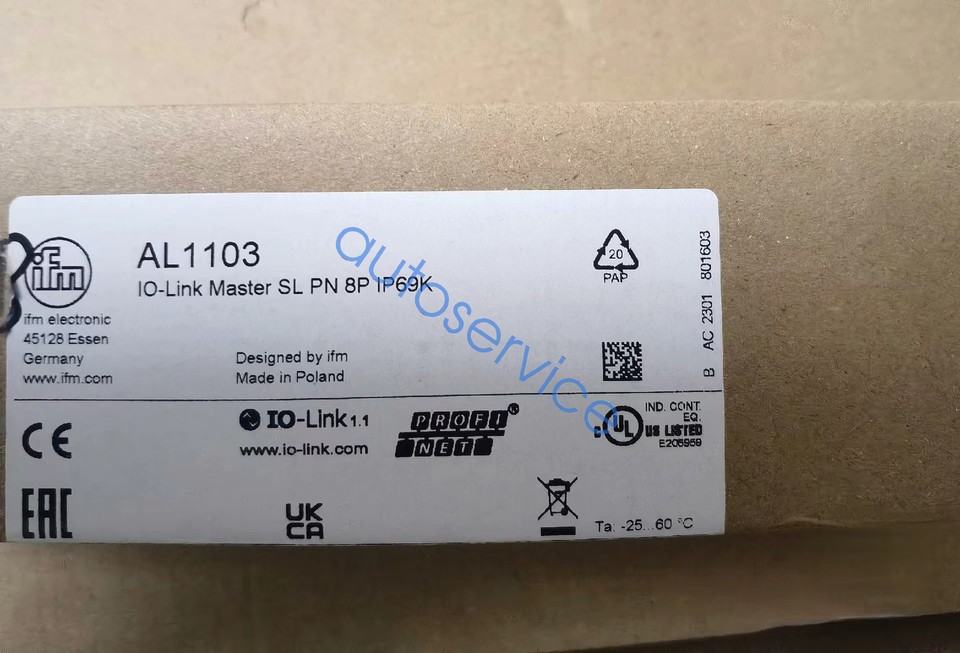 ifm
AL1103
IO-Link Master SL PN 8P IP69K
ifm electronic
45128 Essen
Germany
www.ifm.com
Designed by ifm
Made in Poland
20
PAP
B AC 2301 801603
autoservice
CE
IO-Link 1.1
www.io-link.com
PROFI®
NET
UL
IND. CONT.
EQ.
US LISTED
E205959
EAC
UK
CA
Ta: -25...60 °C